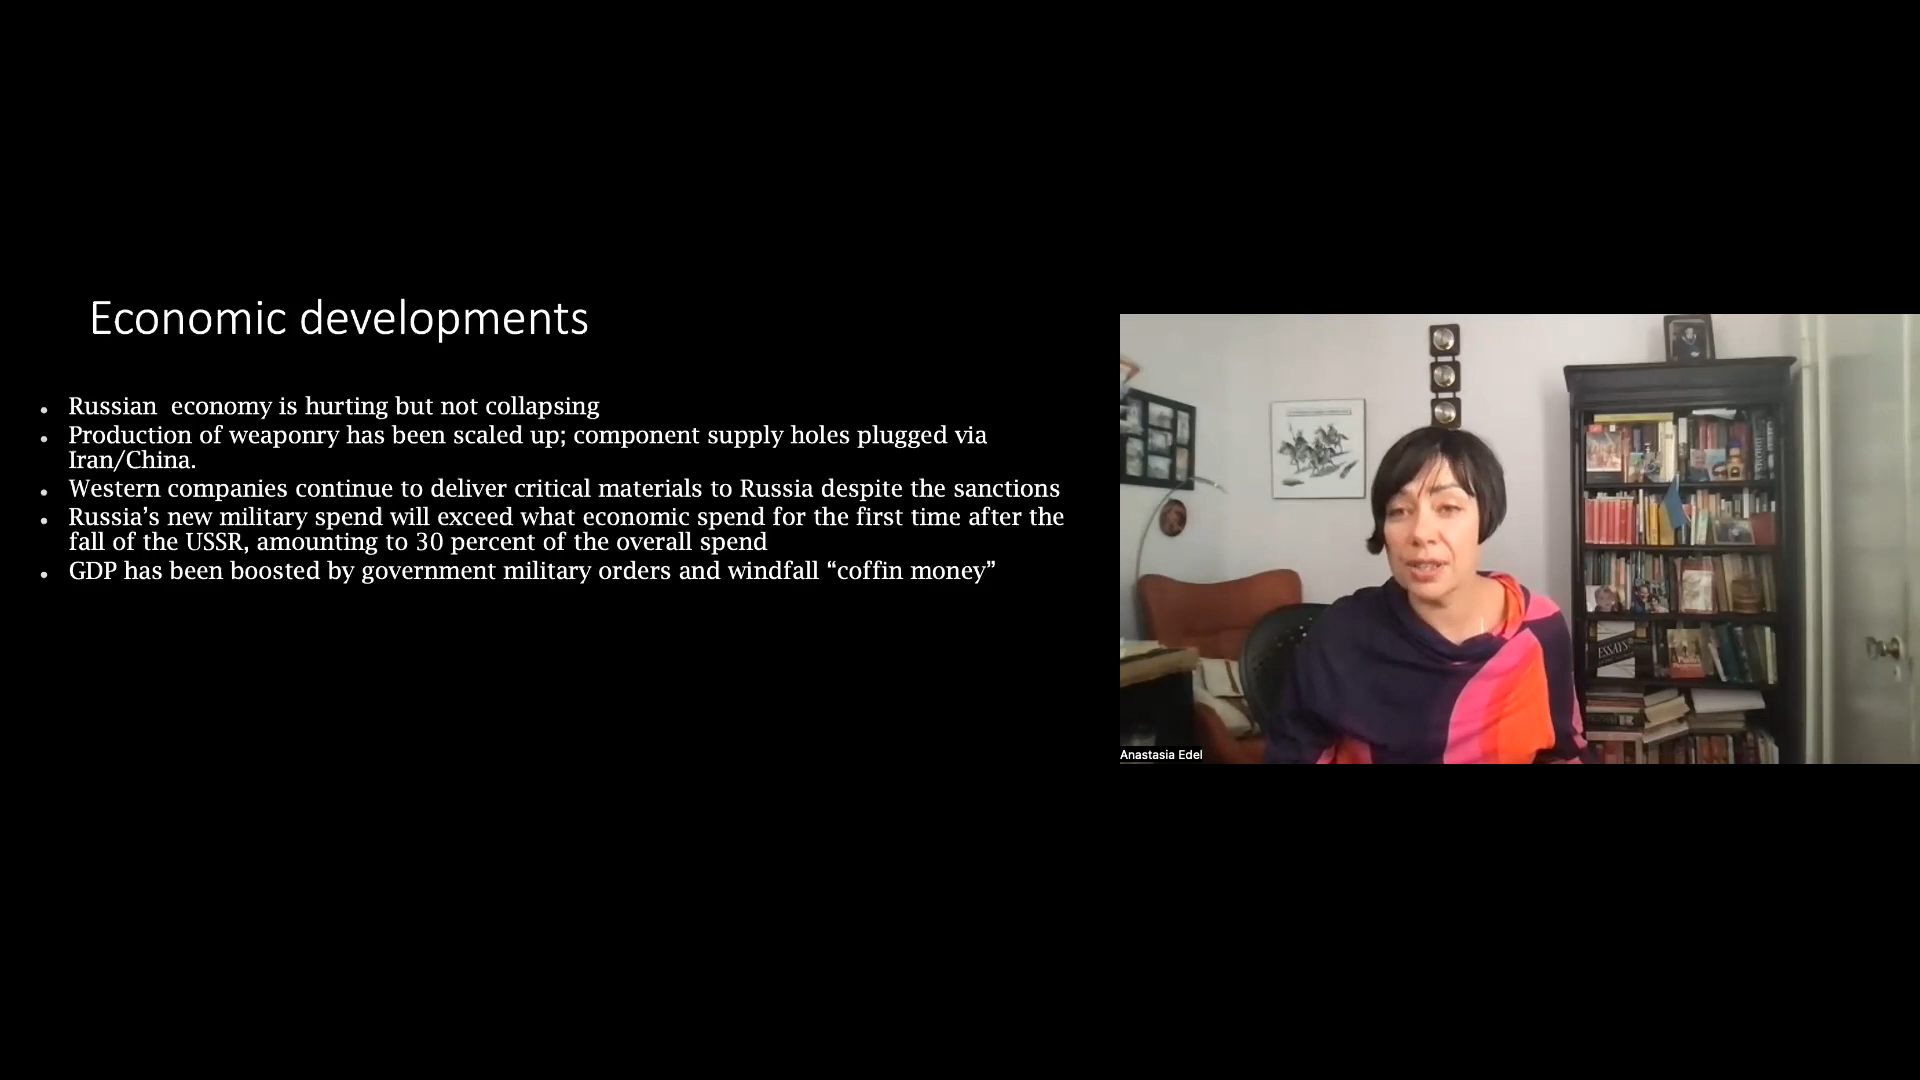 Economic developments
• Russian  economy is hurting but not collapsing
• Production of weaponry has been scaled up; component supply holes plugged via
Iran/China.
• Western companies continue to deliver critical materials to Russia despite the sanctions
• Russia’s new military spend will exceed what economic spend for the first time after the
fall of the USSR, amounting to 30 percent of the overall spend
• GDP has been boosted by government military orders and windfall “coffin money”
ESSAYS
Anastasia Edel